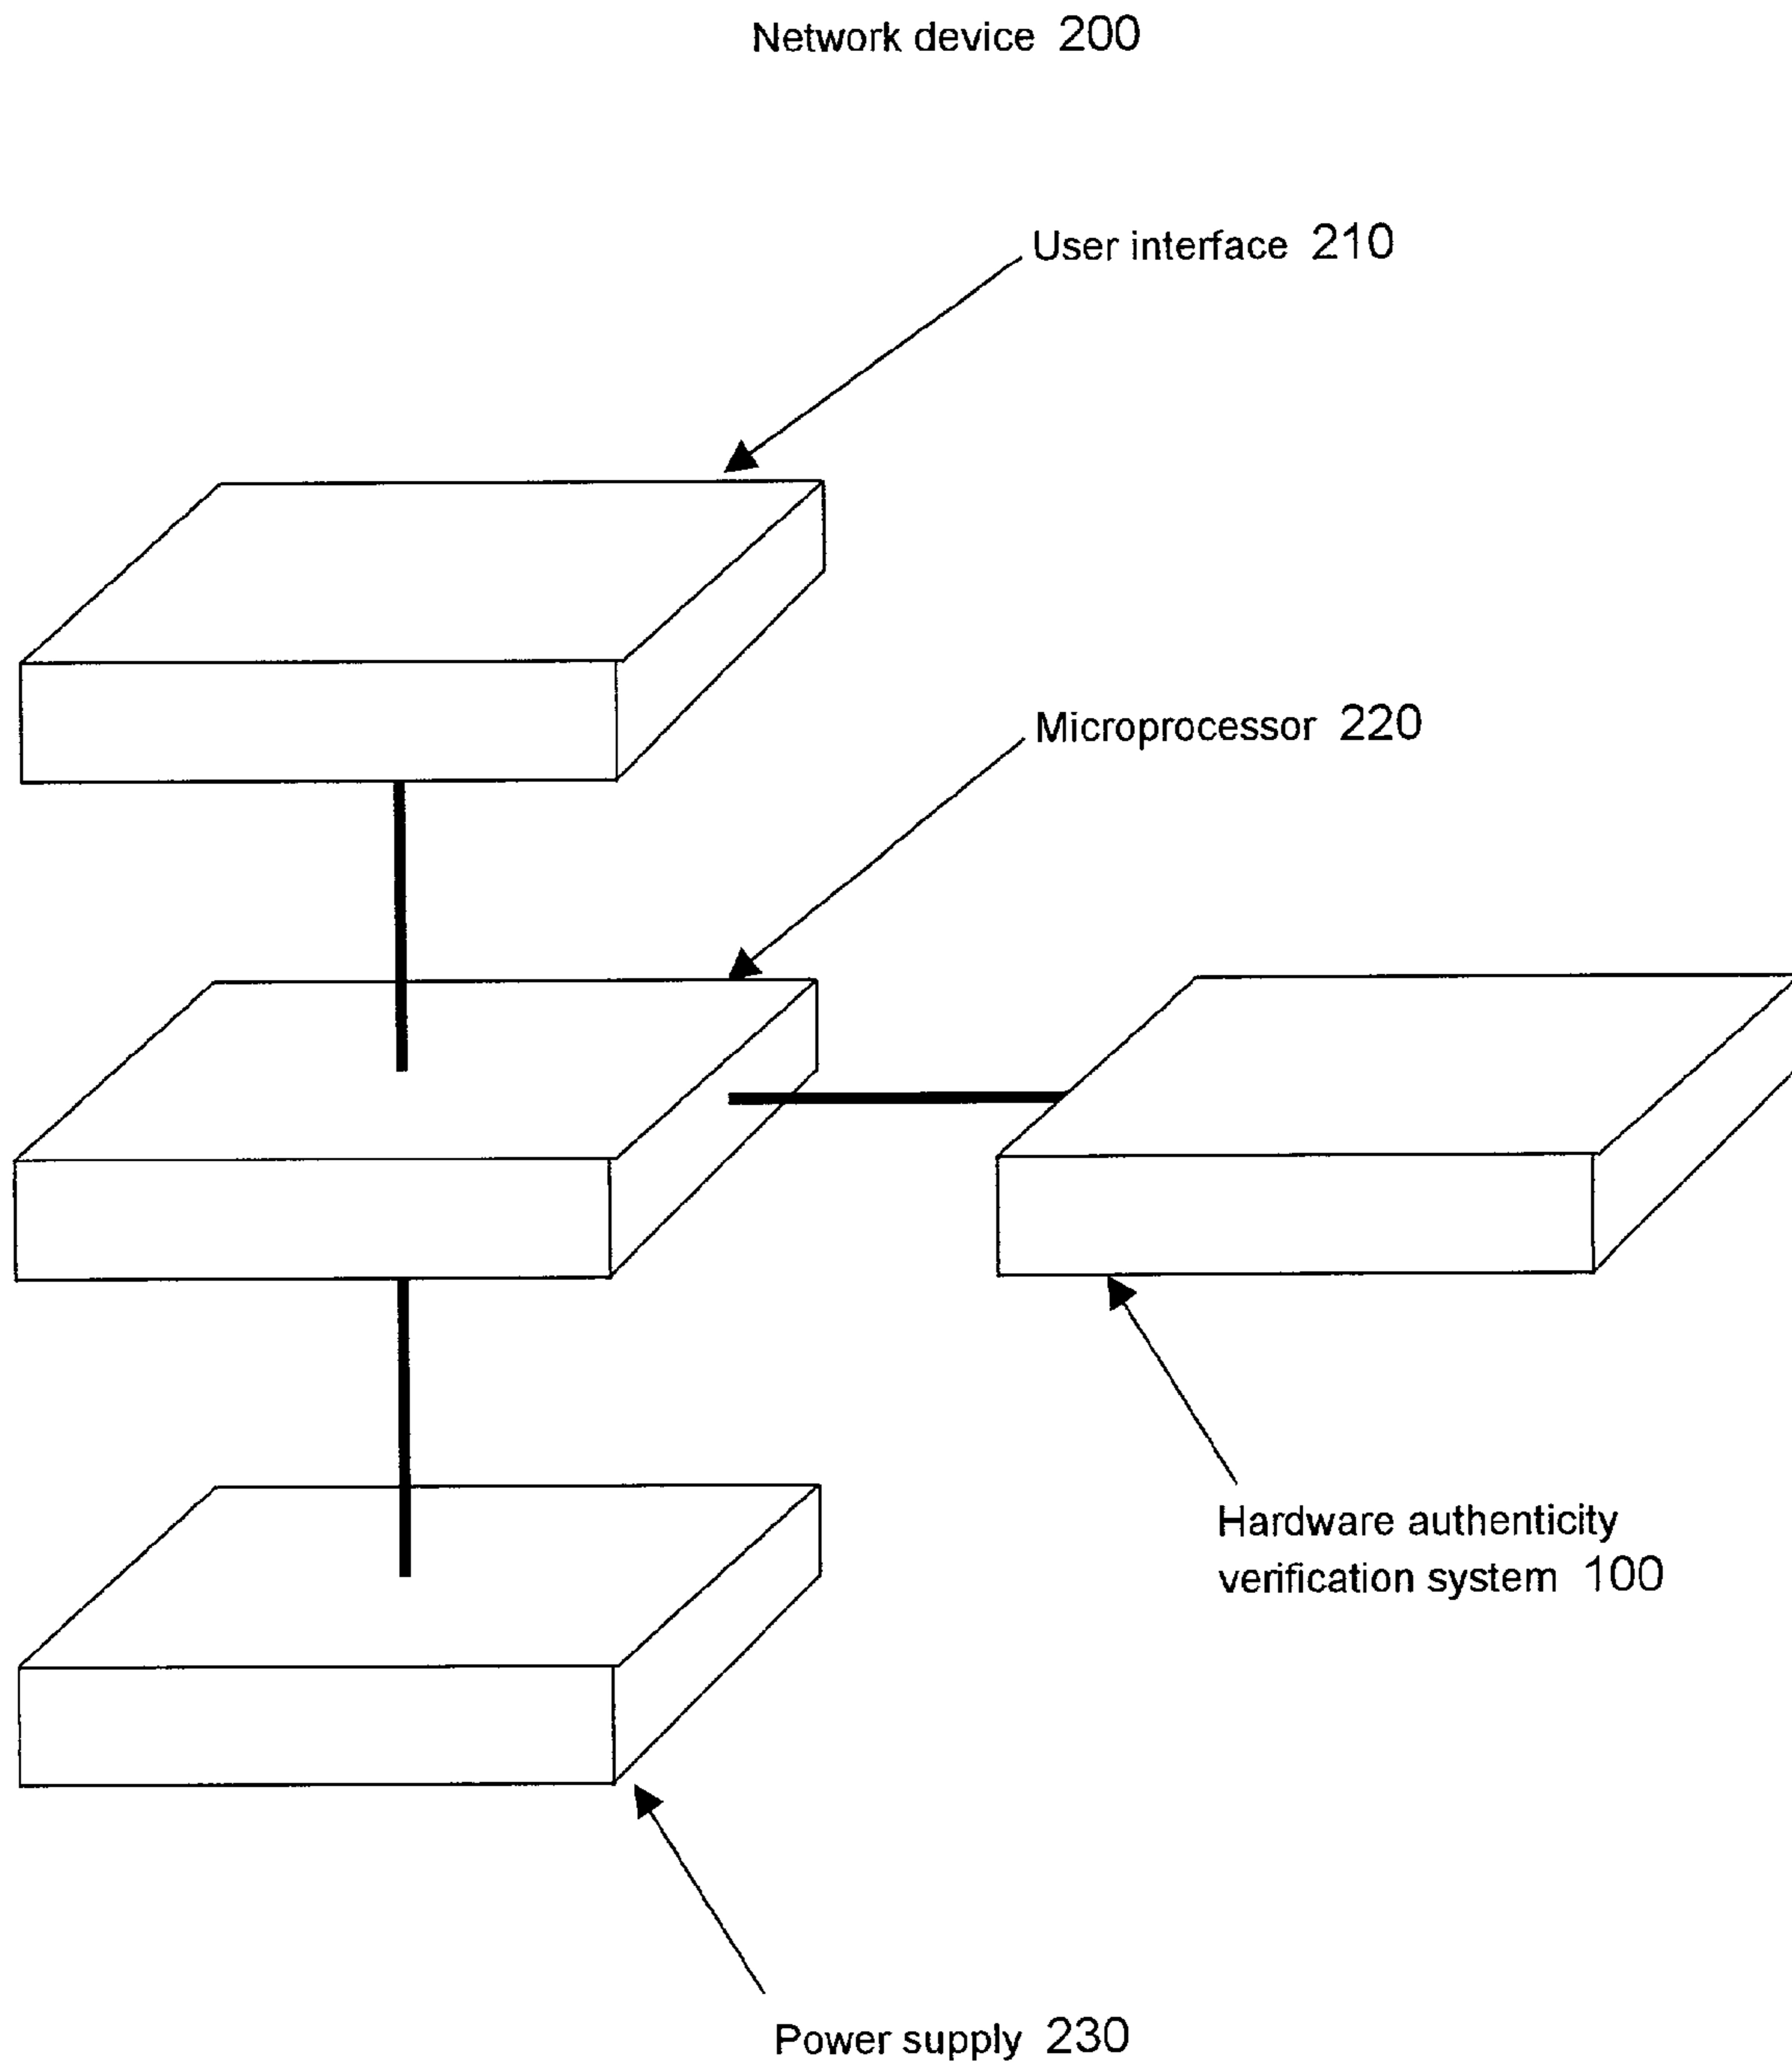 Network device 200
User interface 210
Microprocessor 220
Hardware authenticity
verification system 100
Power supply 230